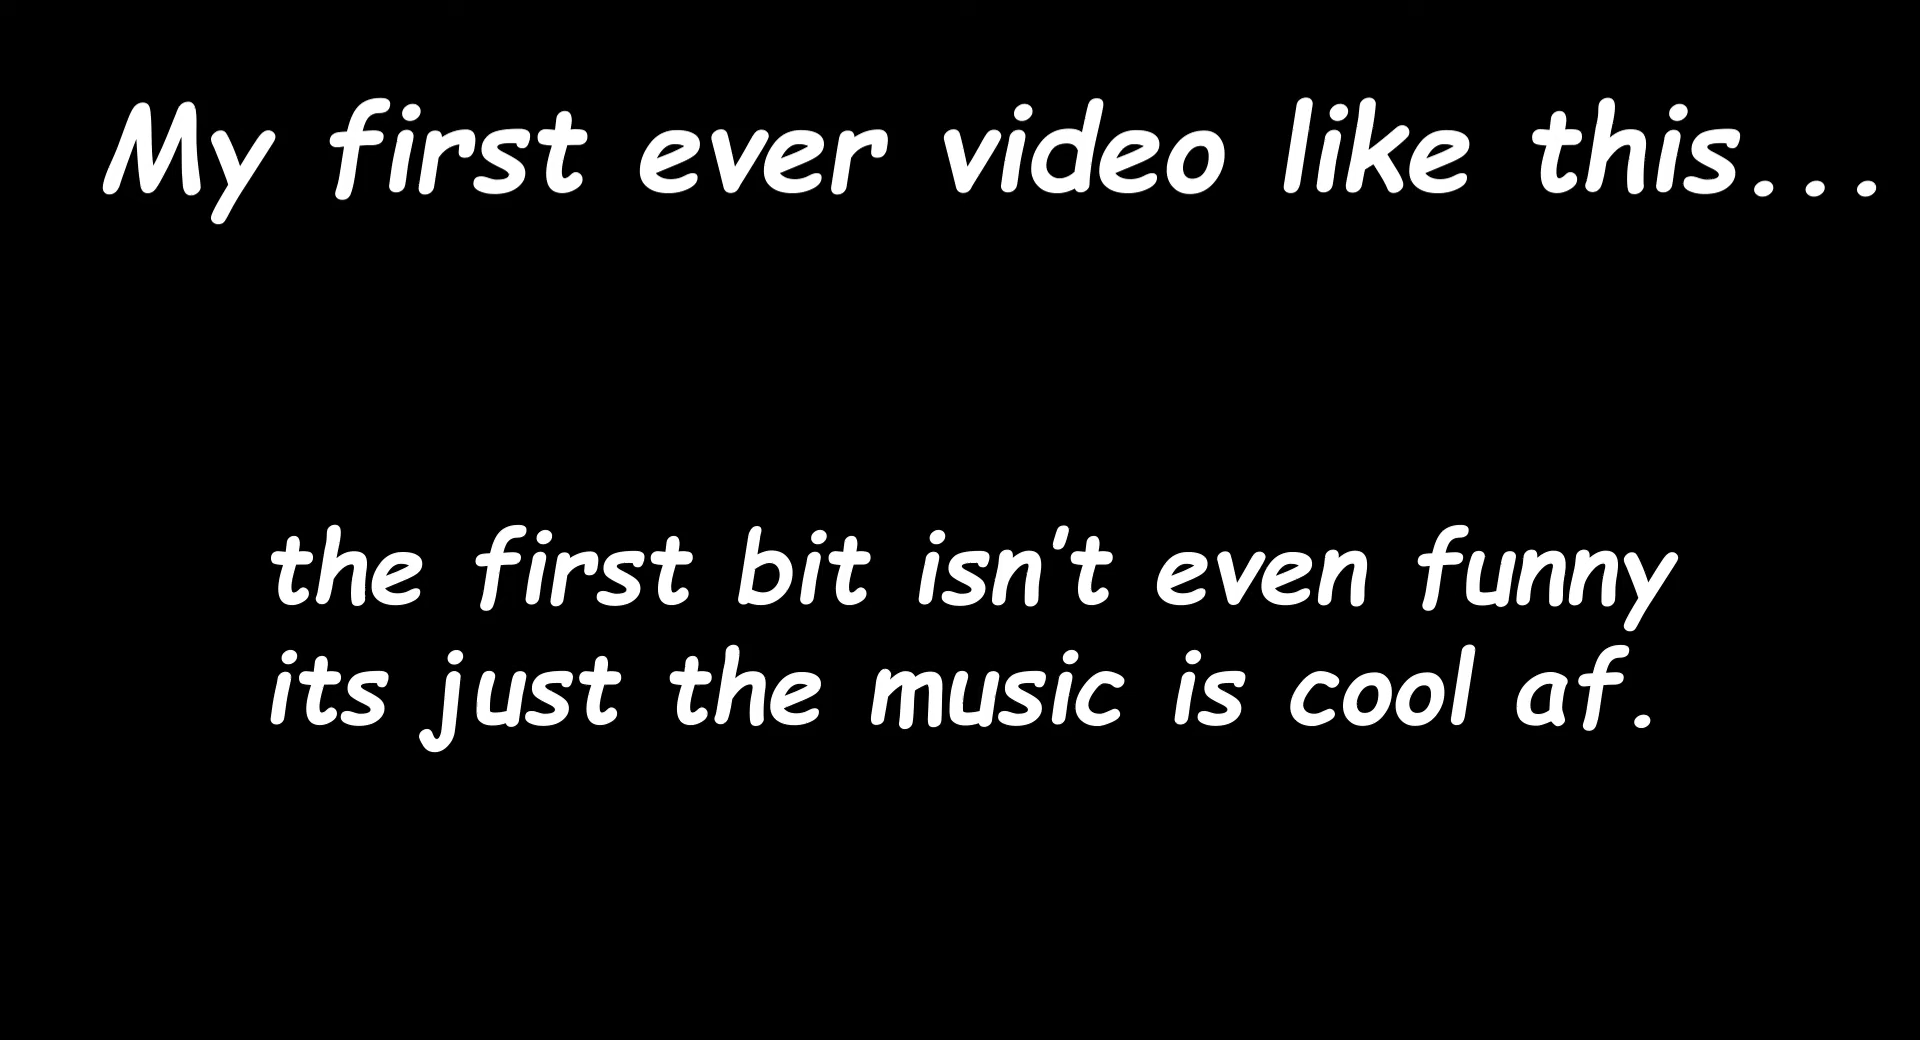 My first ever video like this...
the first bit isn't even funny
its just the music is cool af.